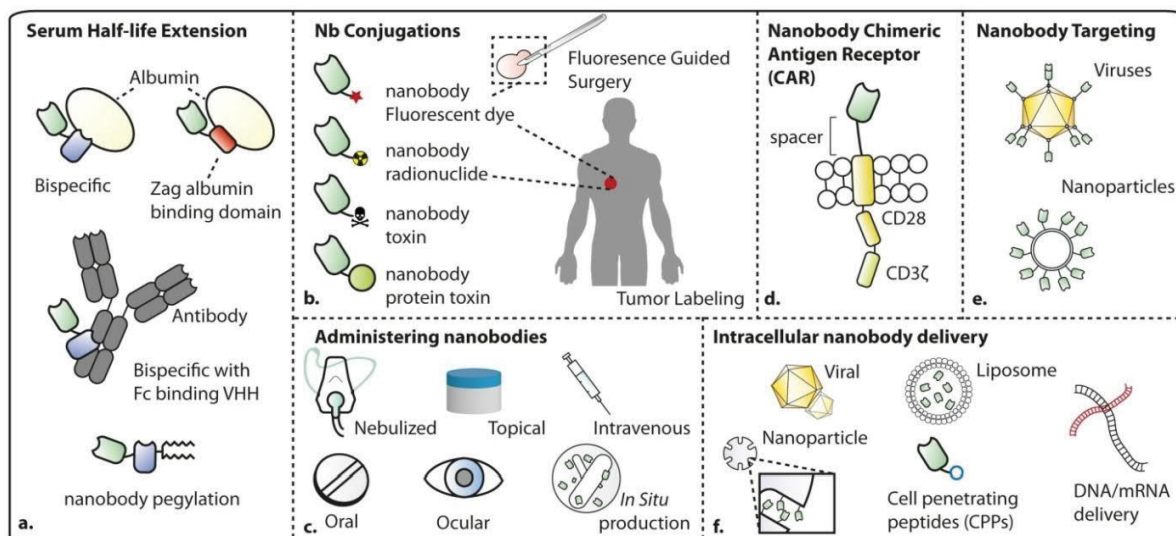 Serum Half-life Extension
Albumin
Bispecific
Zag albumin
binding domain
Antibody
Bispecific with
Fc binding VHH
nanobody pegylation
a.
Nb Conjugations
nanobody
Fluorescent dye
Fluoresence Guided
Surgery
nanobody
radionuclide
nanobody
toxin
nanobody
protein toxin
Tumor Labeling
b.
Administering nanobodies
Nebulized
Topical
Intravenous
Oral
Ocular
In Situ
production
c.
Nanobody Chimeric
Antigen Receptor
(CAR)
spacer
CD28
CD3ζ
d.
Nanobody Targeting
Viruses
Nanoparticles
e.
Intracellular nanobody delivery
Viral
Liposome
Nanoparticle
Cell penetrating
peptides (CPPs)
DNA/mRNA
delivery
f.